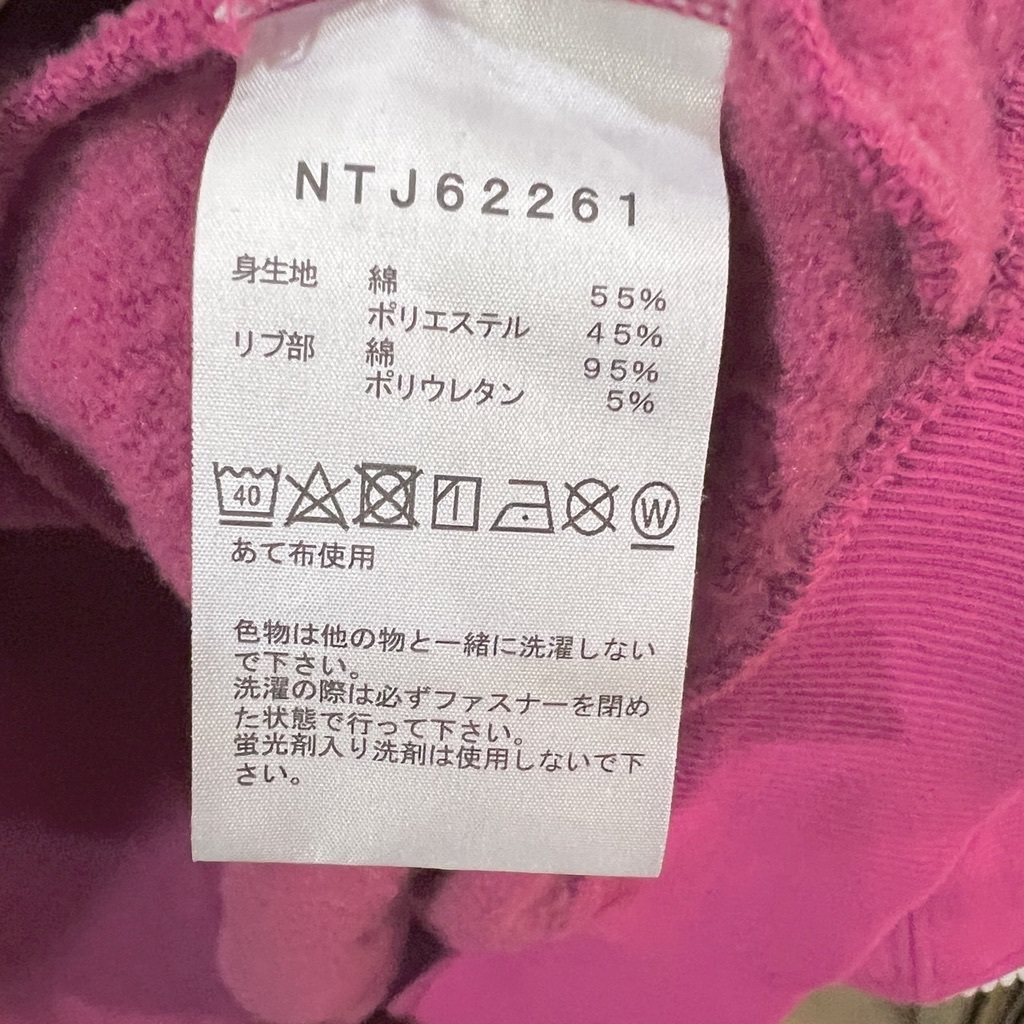 NTJ62261
身生地 綿 55%
ポリエステル 45%
リブ部 綿 95%
ポリウレタン 5%
40 W
あて布使用
色物は他の物と一緒に洗濯しない
で下さい。
洗濯の際は必ずファスナーを閉め
た状態で行って下さい。
蛍光剤入り洗剤は使用しないで下
さい。